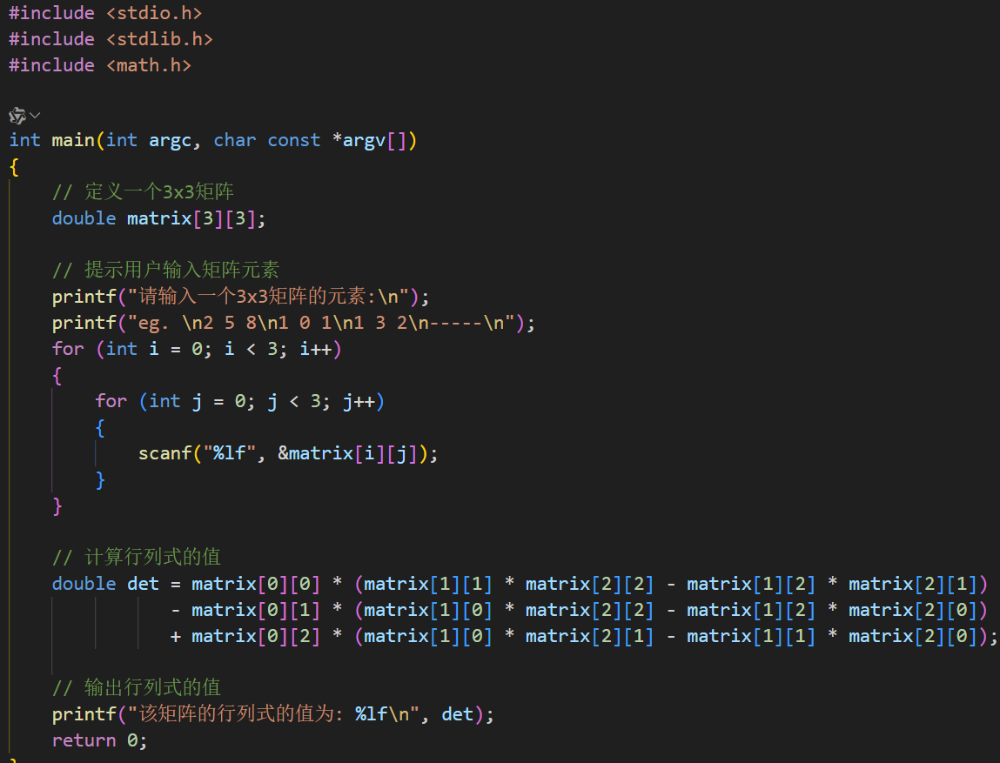 #include <stdio.h>
#include <stdlib.h>
#include <math.h>
int main(int argc, char const *argv[])
{
    // 定义一个3x3矩阵
    double matrix[3][3];
    // 提示用户输入矩阵元素
    printf("请输入一个3x3矩阵的元素:\n");
    printf("eg. \n2 5 8\n1 0 1\n1 3 2\n-----\n");
    for (int i = 0; i < 3; i++)
    {
        for (int j = 0; j < 3; j++)
        {
            scanf("%lf", &matrix[i][j]);
        }
    }
    // 计算行列式的值
    double det = matrix[0][0] * (matrix[1][1] * matrix[2][2] - matrix[1][2] * matrix[2][1])
               - matrix[0][1] * (matrix[1][0] * matrix[2][2] - matrix[1][2] * matrix[2][0])
               + matrix[0][2] * (matrix[1][0] * matrix[2][1] - matrix[1][1] * matrix[2][0]);
    // 输出行列式的值
    printf("该矩阵的行列式的值为: %lf\n", det);
    return 0;
}